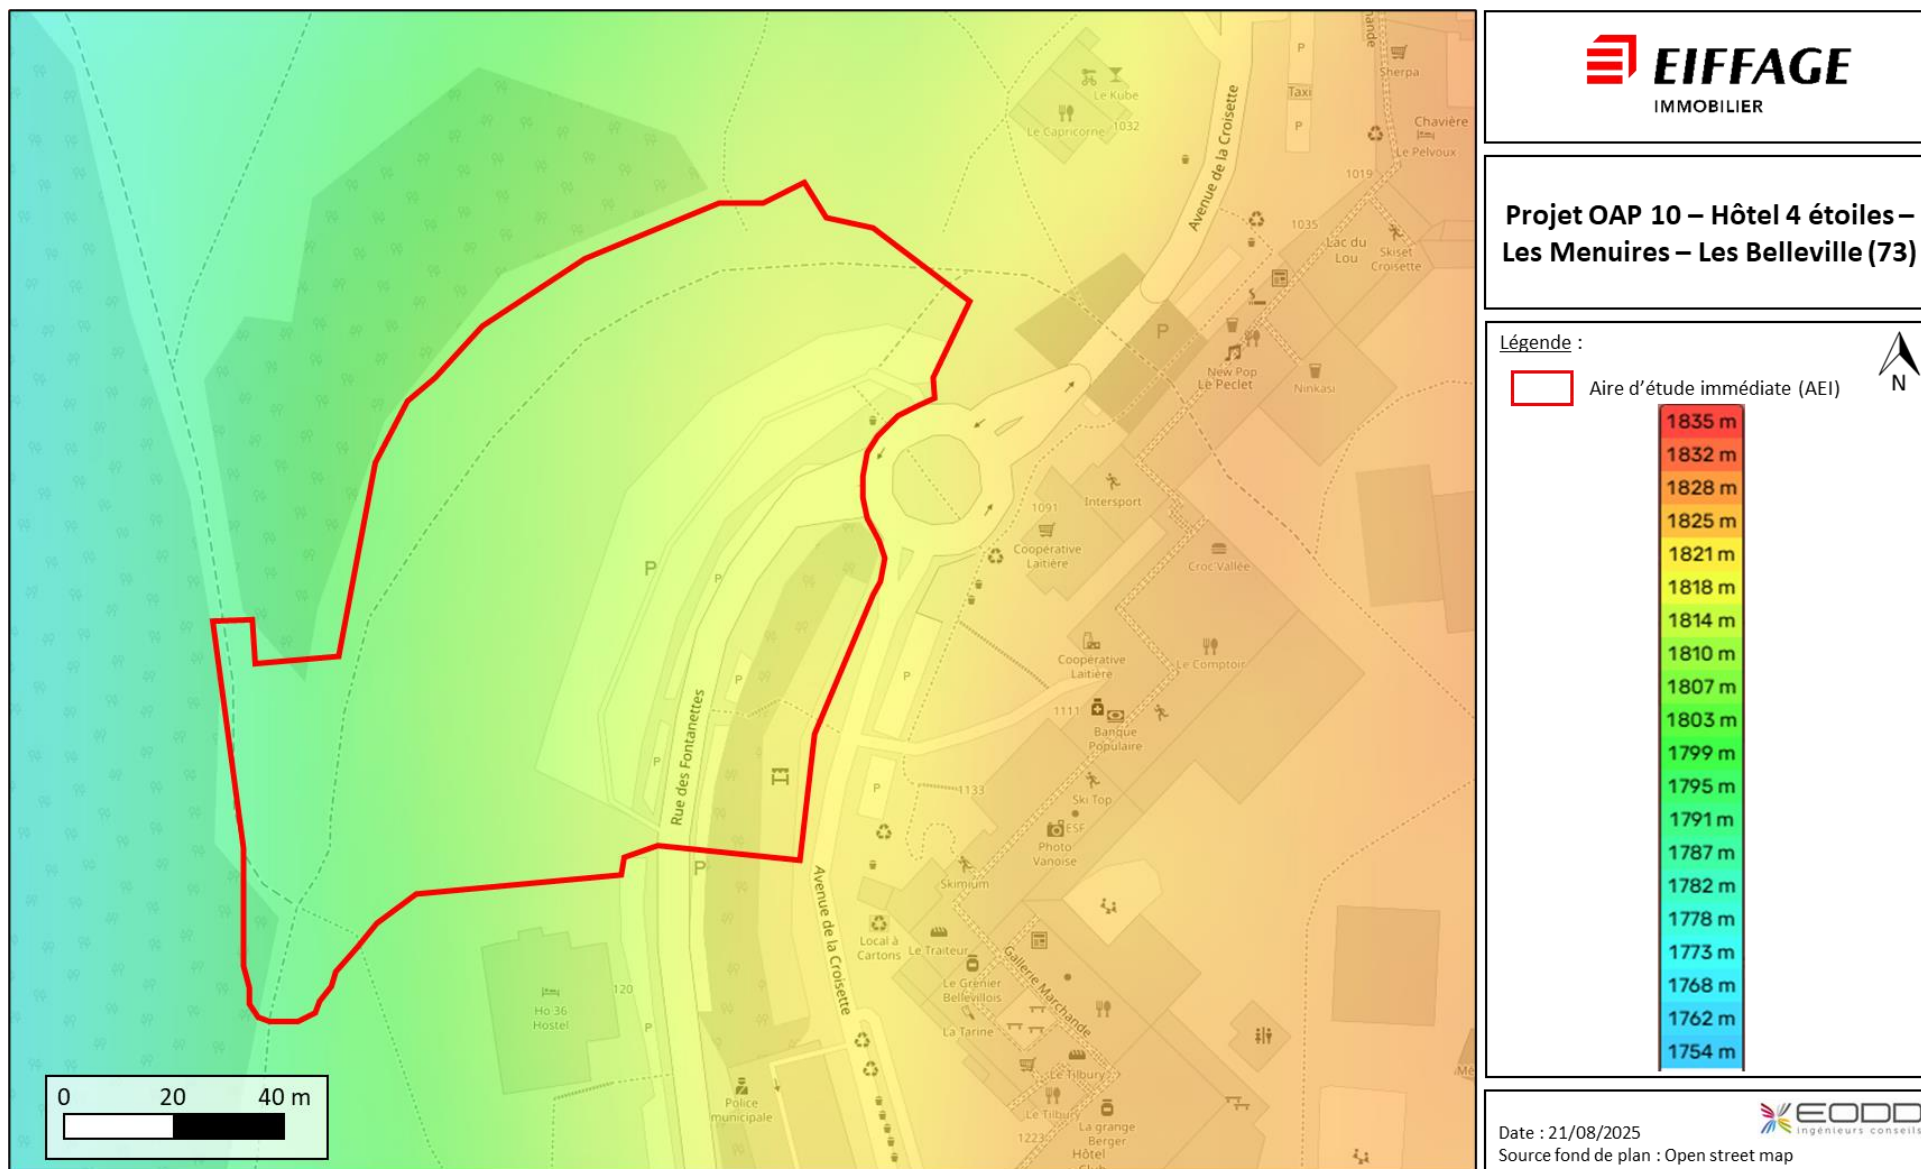 EIFFAGE
IMMOBILIER
Projet OAP 10 – Hôtel 4 étoiles –
Les Menuires – Les Belleville (73)
Légende :
Aire d'étude immédiate (AEI)
N
1835 m
1832 m
1828 m
1825 m
1821 m
1818 m
1814 m
1810 m
1807 m
1803 m
1799 m
1795 m
1791 m
1787 m
1782 m
1778 m
1773 m
1768 m
1762 m
1754 m
EODD
ingénieurs conseils
Date : 21/08/2025
Source fond de plan : Open street map
P
Sherpa
Taxi
P
Le Kube
Le Capricorne
1032
Chavière
Le Pelvoux
1019
Avenue de la Croisette
1035
Lac du
Lou
Skiset
Croisette
P
New Pop
Le Peclet
Ninkasi
Intersport
1091
Coopérative
Laitière
Croc'Vallée
P
P
Coopérative
Laitière
Le Comptoir
P
P
1111
Banque
Populaire
Rue des Fontanettes
P
P
1133
Ski Top
ESF
Photo
Vanoise
P
Avenue de la Croisette
Skimium
Local à
Cartons
Le Traiteur
Gallerie Marchande
Le Grenier
Bellevillois
120
Ho 36
Hostel
P
La Tarine
Le Tilbury
Police
municipale
Le Tilbury
La grange
Berger
1223
Hôtel
Club
0 20 40 m